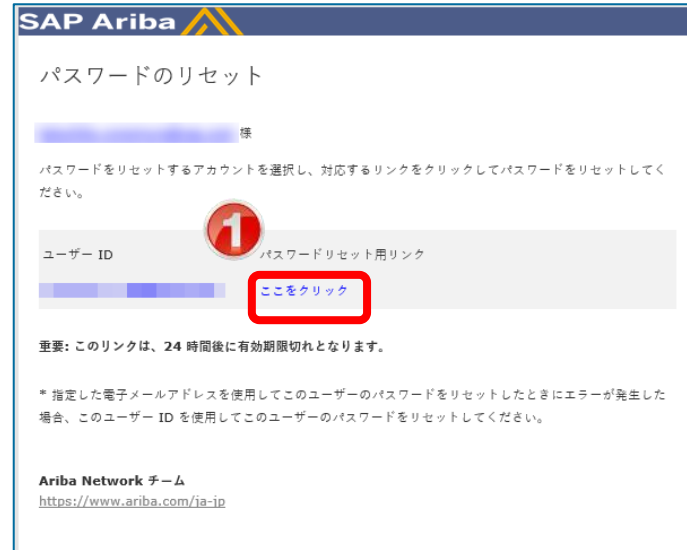 SAP Ariba
パスワードのリセット
様
パスワードをリセットするアカウントを選択し、対応するリンクをクリックしてパスワードをリセットしてく
ださい。
1
ユーザー ID パスワードリセット用リンク
ここをクリック
重要: このリンクは、24 時間後に有効期限切れとなります。
* 指定した電子メールアドレスを使用してこのユーザーのパスワードをリセットしたときにエラーが発生した
場合、このユーザー ID を使用してこのユーザーのパスワードをリセットしてください。
Ariba Network チーム
https://www.ariba.com/ja-jp